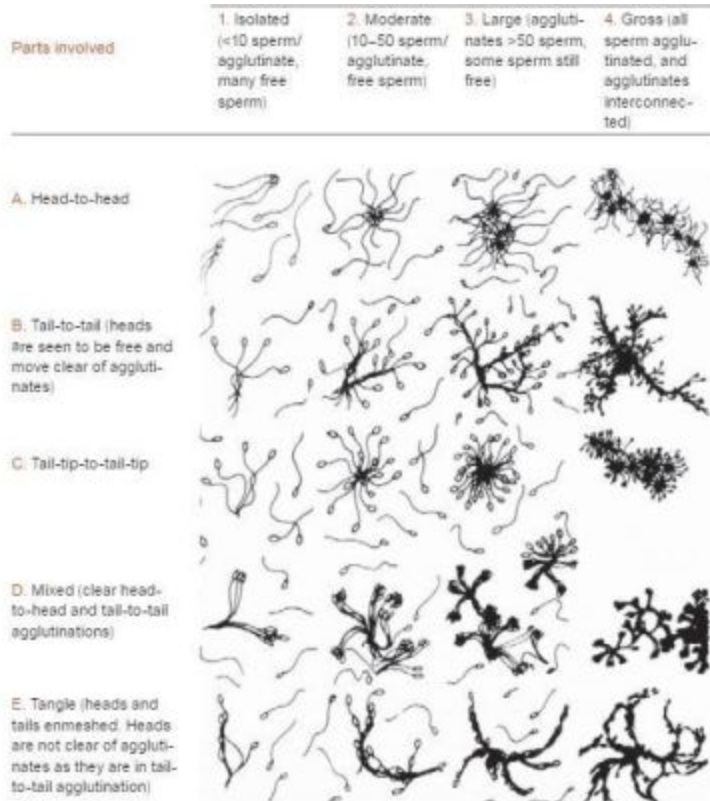 Parts involved
1. Isolated
(<10 sperm/
agglutinate,
many free
sperm)
2. Moderate
(10–50 sperm/
agglutinate,
free sperm)
3. Large (aggluti-
nates >50 sperm,
some sperm still
free)
4. Gross (all
sperm agglu-
tinated, and
agglutinates
interconnec-
ted)
A. Head-to-head
B. Tail-to-tail (heads
are seen to be free and
move clear of aggluti-
nates)
C. Tail-tip-to-tail-tip
D. Mixed (clear head-
to-head and tail-to-tail
agglutinations)
E. Tangle (heads and
tails enmeshed. Heads
are not clear of aggluti-
nates as they are in tail-
to-tail agglutination)